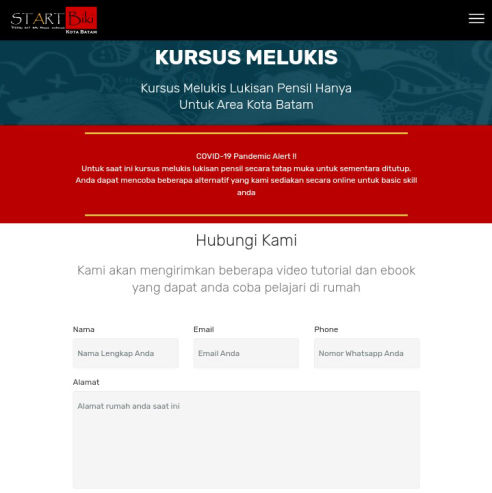 START Biki
KOTA BATAM
KURSUS MELUKIS
Kursus Melukis Lukisan Pensil Hanya
Untuk Area Kota Batam
COVID-19 Pandemic Alert !!
Untuk saat ini kursus melukis lukisan pensil secara tatap muka untuk sementara ditutup.
Anda dapat mencoba beberapa alternatif yang kami sediakan secara online untuk basic skill
anda
Hubungi Kami
Kami akan mengirimkan beberapa video tutorial dan ebook
yang dapat anda coba pelajari di rumah
Nama Email Phone
Nama Lengkap Anda Email Anda Nomor Whatsapp Anda
Alamat
Alamat rumah anda saat ini